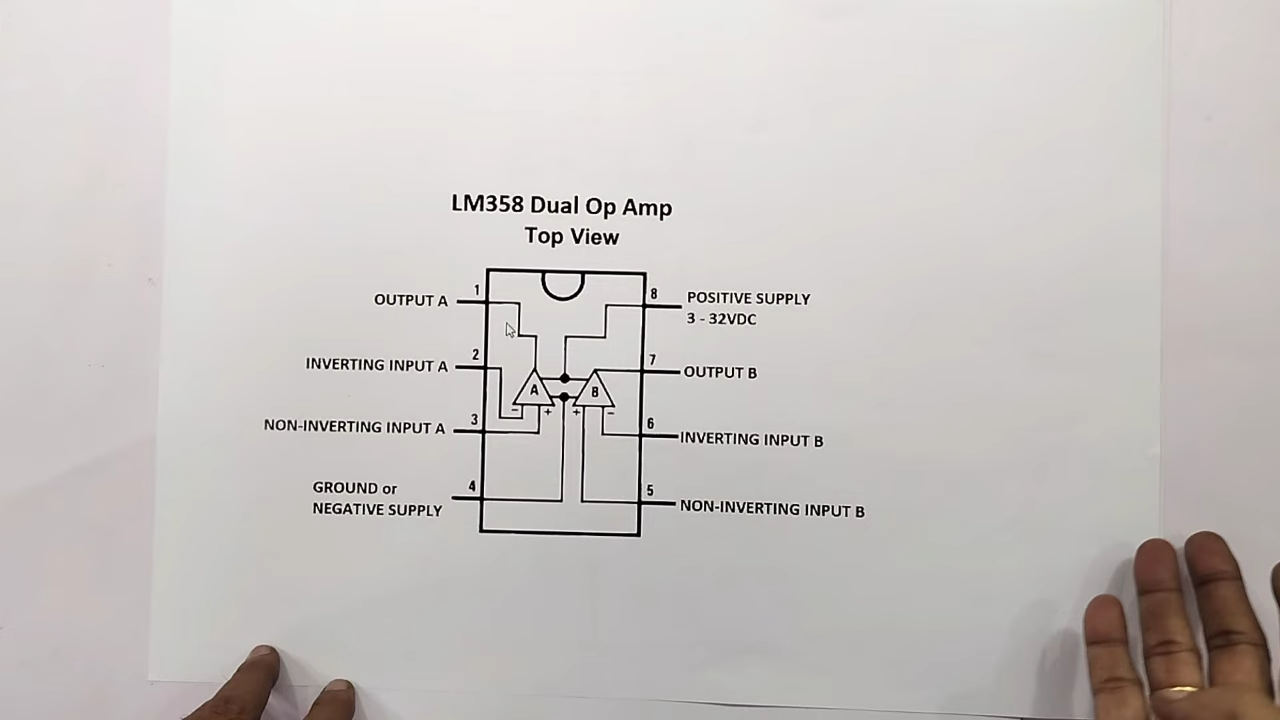 LM358 Dual Op Amp
Top View
OUTPUT A
1
INVERTING INPUT A
2
NON-INVERTING INPUT A
3
GROUND or
NEGATIVE SUPPLY
4
A
B
- + + -
8
POSITIVE SUPPLY
3 - 32VDC
7
OUTPUT B
6
INVERTING INPUT B
5
NON-INVERTING INPUT B